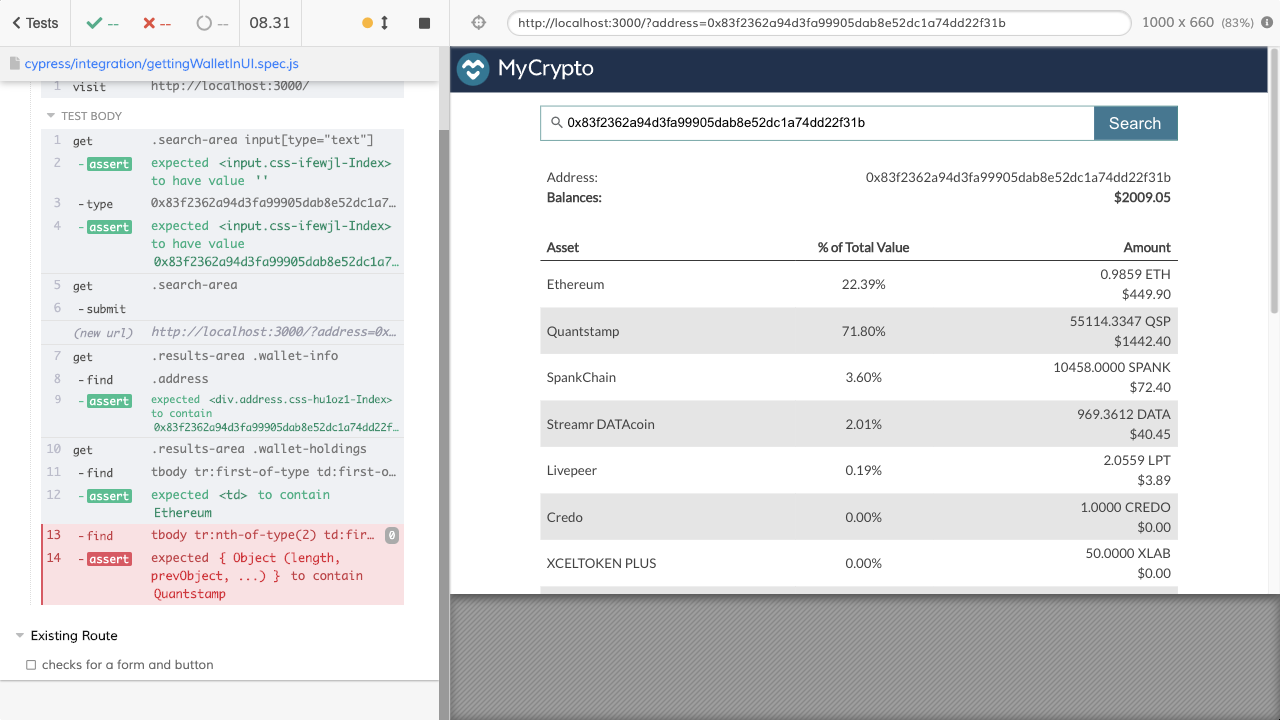 Tests
--
--
--
08.31
http://localhost:3000/?address=0x83f2362a94d3fa99905dab8e52dc1a74dd22f31b
1000 x 660 (83%)
cypress/integration/gettingWalletInUI.spec.js
1 visit http://localhost:3000/
TEST BODY
1 get .search-area input[type="text"]
2 - assert expected <input.css-ifewjl-Index>
to have value ''
3 - type 0x83f2362a94d3fa99905dab8e52dc1a7…
4 - assert expected <input.css-ifewjl-Index>
to have value
0x83f2362a94d3fa99905dab8e52dc1a7…
5 get .search-area
6 - submit
(new url) http://localhost:3000/?address=0x…
7 get .results-area .wallet-info
8 - find .address
9 - assert expected <div.address.css-hu1oz1-Index>
to contain
0x83f2362a94d3fa99905dab8e52dc1a74dd22f…
10 get .results-area .wallet-holdings
11 - find tbody tr:first-of-type td:first-o…
12 - assert expected <td> to contain
Ethereum
13 - find tbody tr:nth-of-type(2) td:fir… 0
14 - assert expected { Object (length,
prevObject, ...) } to contain
Quantstamp
Existing Route
checks for a form and button
MyCrypto
0x83f2362a94d3fa99905dab8e52dc1a74dd22f31b
Search
Address: 0x83f2362a94d3fa99905dab8e52dc1a74dd22f31b
Balances: $2009.05
Asset % of Total Value Amount
Ethereum 22.39% 0.9859 ETH
$449.90
Quantstamp 71.80% 55114.3347 QSP
$1442.40
SpankChain 3.60% 10458.0000 SPANK
$72.40
Streamr DATAcoin 2.01% 969.3612 DATA
$40.45
Livepeer 0.19% 2.0559 LPT
$3.89
Credo 0.00% 1.0000 CREDO
$0.00
XCELTOKEN PLUS 0.00% 50.0000 XLAB
$0.00